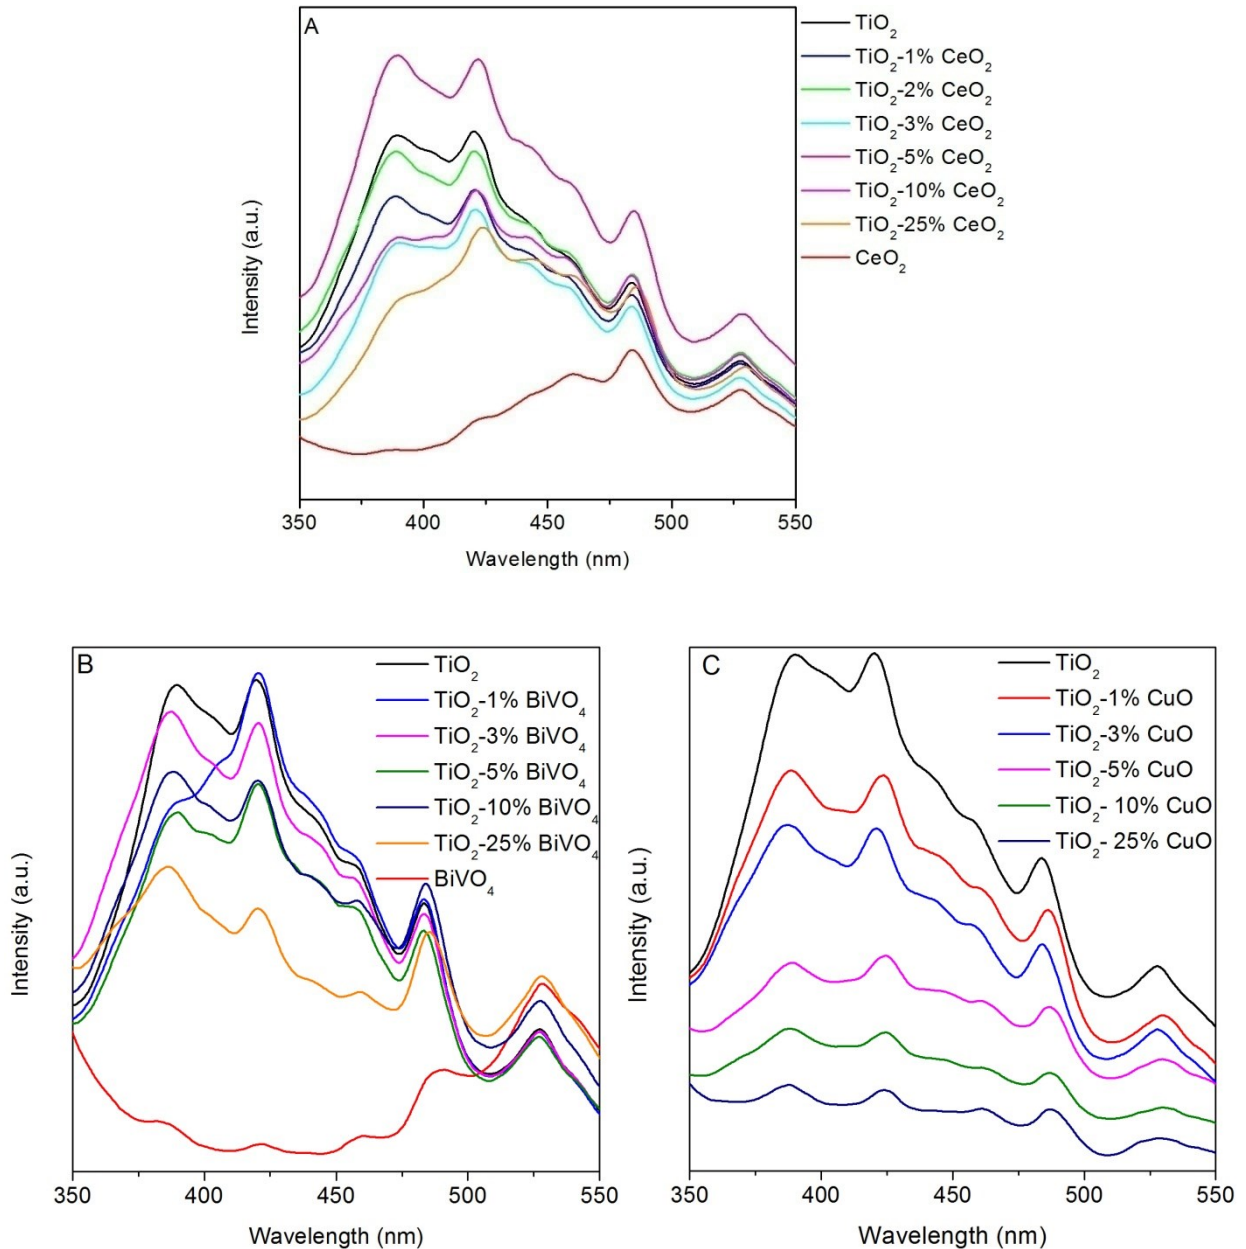 A
TiO₂
TiO₂-1% CeO₂
TiO₂-2% CeO₂
TiO₂-3% CeO₂
TiO₂-5% CeO₂
TiO₂-10% CeO₂
TiO₂-25% CeO₂
CeO₂
Intensity (a.u.)
350 400 450 500 550
Wavelength (nm)
B
TiO₂
TiO₂-1% BiVO₄
TiO₂-3% BiVO₄
TiO₂-5% BiVO₄
TiO₂-10% BiVO₄
TiO₂-25% BiVO₄
BiVO₄
Intensity (a.u.)
350 400 450 500 550
Wavelength (nm)
C
TiO₂
TiO₂-1% CuO
TiO₂-3% CuO
TiO₂-5% CuO
TiO₂- 10% CuO
TiO₂- 25% CuO
Intensity (a.u.)
350 400 450 500 550
Wavelength (nm)